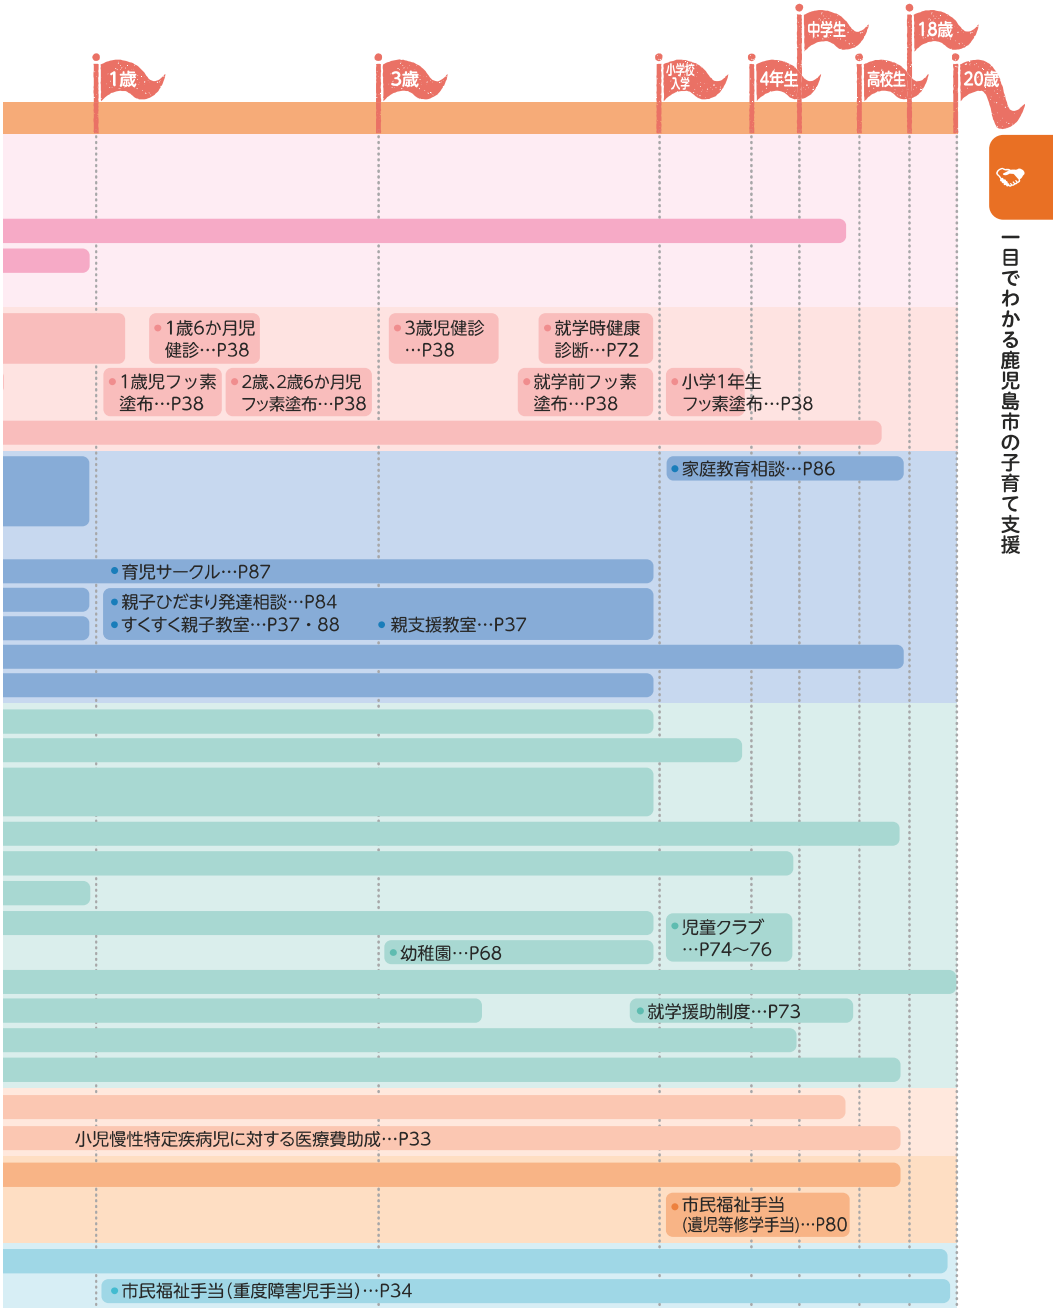 中学生
18歳
1歳
3歳
小学校
入学
4年生
高校生
20歳
一目でわかる鹿児島市の子育て支援
1歳6か月児
健診…P38
3歳児健診
…P38
就学時健康
診断…P72
1歳児フッ素
塗布…P38
2歳、2歳6か月児
フッ素塗布…P38
就学前フッ素
塗布…P38
小学1年生
フッ素塗布…P38
家庭教育相談…P86
育児サークル…P87
親子ひだまり発達相談…P84
すくすく親子教室…P37・88
親支援教室…P37
児童クラブ
…P74～76
幼稚園…P68
就学援助制度…P73
小児慢性特定疾病児に対する医療費助成…P33
市民福祉手当
(遺児等修学手当)…P80
市民福祉手当(重度障害児手当)…P34